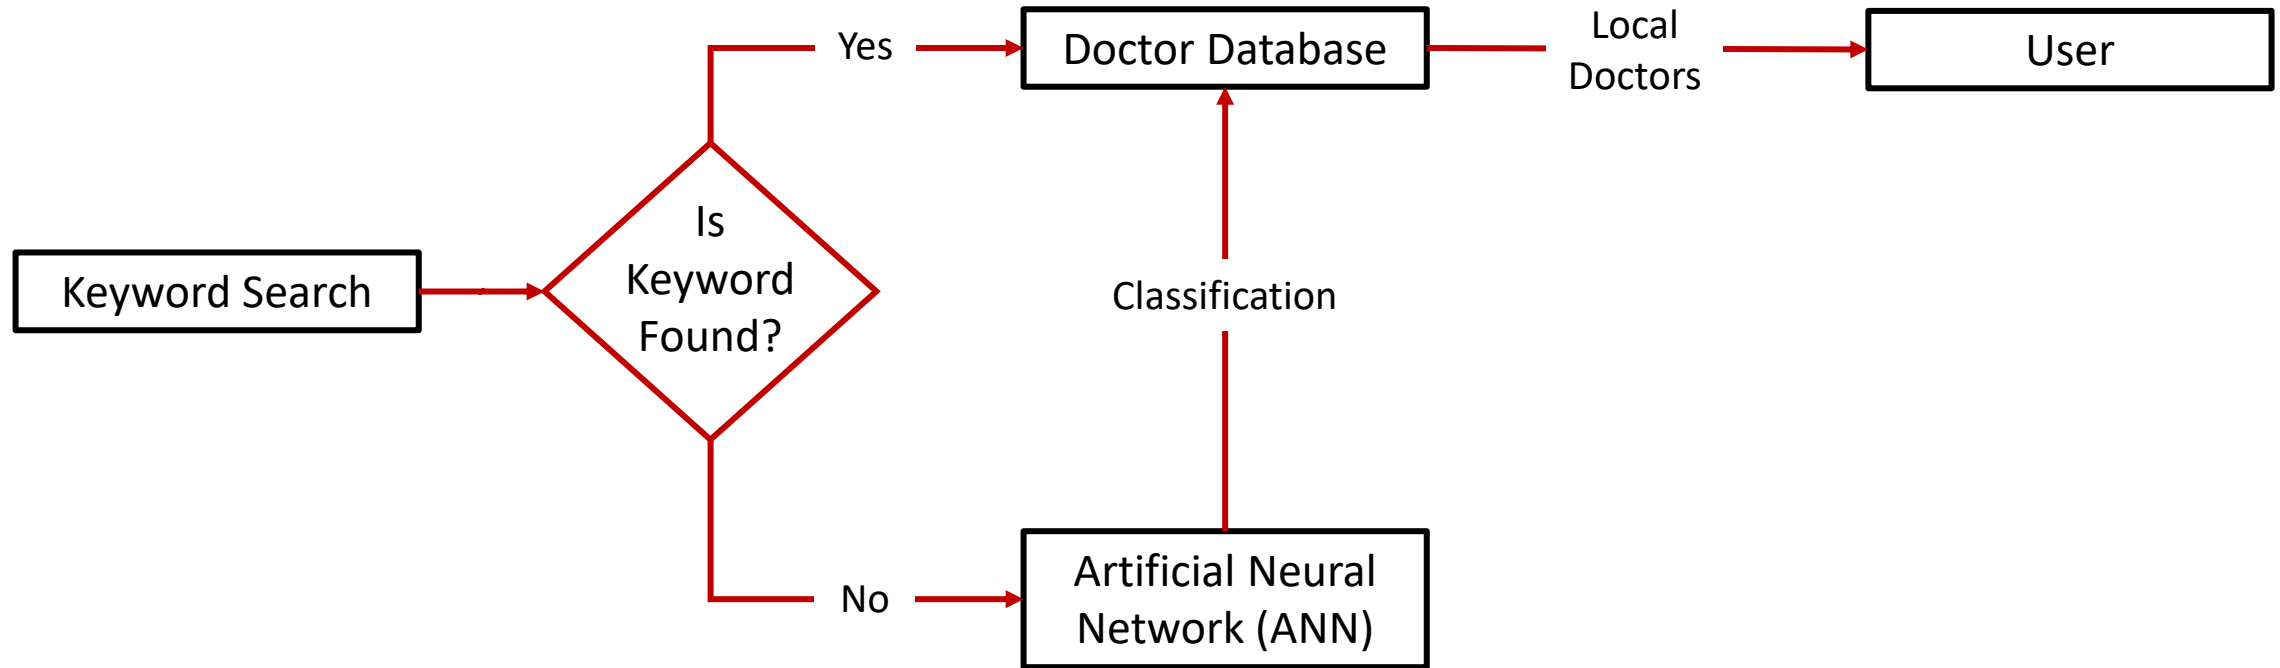 Yes
Doctor Database
Local
Doctors
User
Keyword Search
Is
Keyword
Found?
Classification
No
Artificial Neural
Network (ANN)